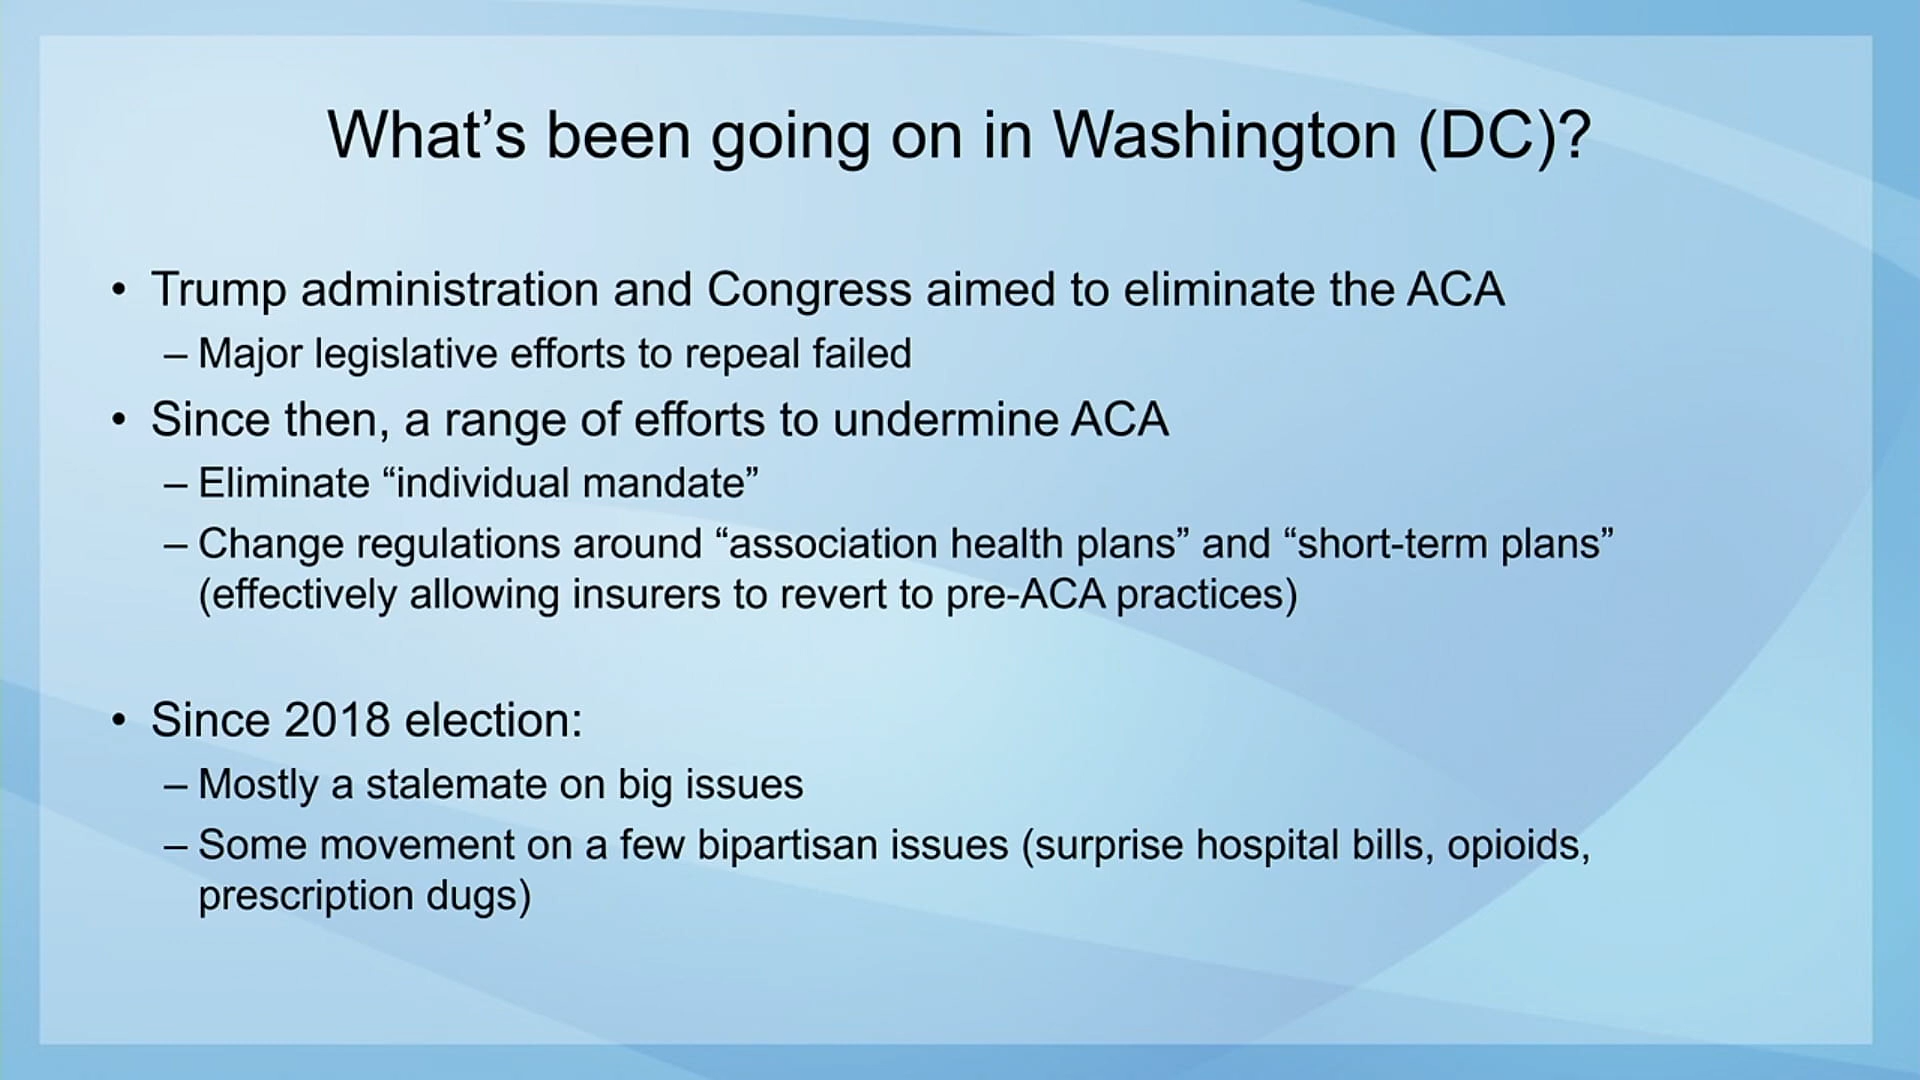 What’s been going on in Washington (DC)?
• Trump administration and Congress aimed to eliminate the ACA
– Major legislative efforts to repeal failed
• Since then, a range of efforts to undermine ACA
– Eliminate “individual mandate”
– Change regulations around “association health plans” and “short-term plans”
(effectively allowing insurers to revert to pre-ACA practices)
• Since 2018 election:
– Mostly a stalemate on big issues
– Some movement on a few bipartisan issues (surprise hospital bills, opioids,
prescription dugs)